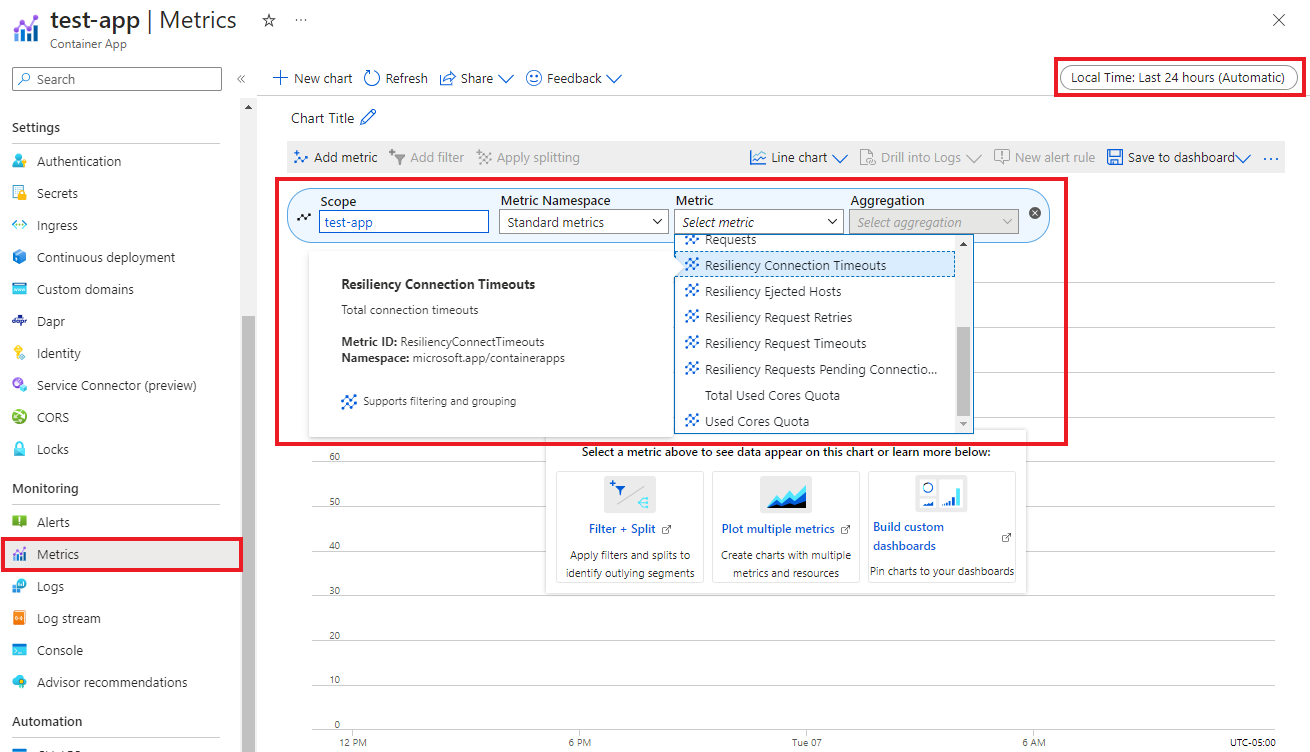 test-app | Metrics
Container App
Search
New chart
Refresh
Share
Feedback
Local Time: Last 24 hours (Automatic)
Settings
Authentication
Secrets
Ingress
Continuous deployment
Custom domains
Dapr
Identity
Service Connector (preview)
CORS
Locks
Monitoring
Alerts
Metrics
Logs
Log stream
Console
Advisor recommendations
Automation
Chart Title
Add metric
Add filter
Apply splitting
Line chart
Drill into Logs
New alert rule
Save to dashboard
Scope
test-app
Metric Namespace
Standard metrics
Metric
Select metric
Aggregation
Select aggregation
Requests
Resiliency Connection Timeouts
Resiliency Ejected Hosts
Resiliency Request Retries
Resiliency Request Timeouts
Resiliency Requests Pending Connectio...
Total Used Cores Quota
Used Cores Quota
Resiliency Connection Timeouts
Total connection timeouts
Metric ID: ResiliencyConnectTimeouts
Namespace: microsoft.app/containerapps
Supports filtering and grouping
Select a metric above to see data appear on this chart or learn more below:
Filter + Split
Apply filters and splits to
identify outlying segments
Plot multiple metrics
Create charts with multiple
metrics and resources
Build custom
dashboards
Pin charts to your dashboards
60
50
40
30
20
10
0
12 PM
6 PM
Tue 07
6 AM
UTC-05:00